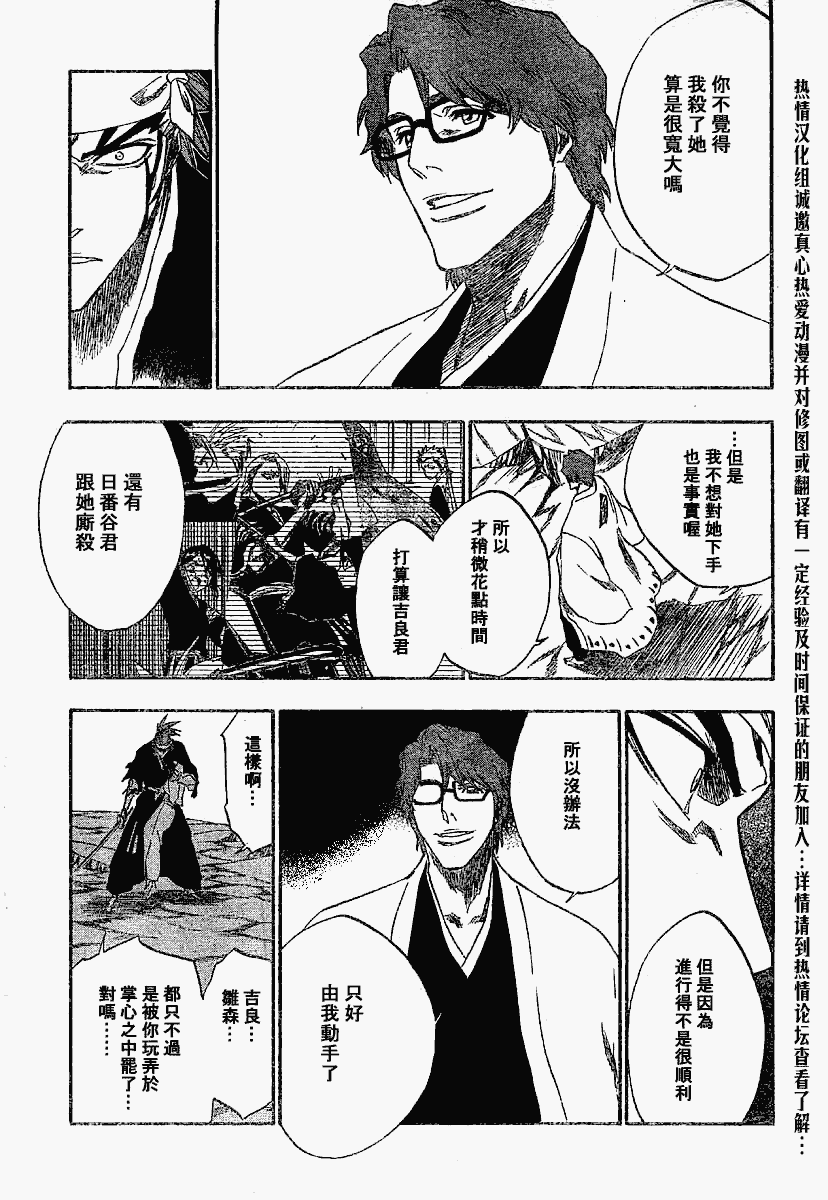 你不覺得
我殺了她
算是很寬大嗎
…但是
我不想對她下手
也是事實喔
所以
才稍微花點時間
打算讓吉良君
還有
日番谷君
跟她廝殺
但是因為
進行得不是很順利
所以沒辦法
只好
由我動手了
這樣啊…
吉良…
雛森…
都只不過
是被你玩弄於
掌心之中罷了…
對嗎……
热情汉化组诚邀真心热爱动漫并对修图或翻译有一定经验及时间保证的朋友加入…详情请到热情论坛查看了解…